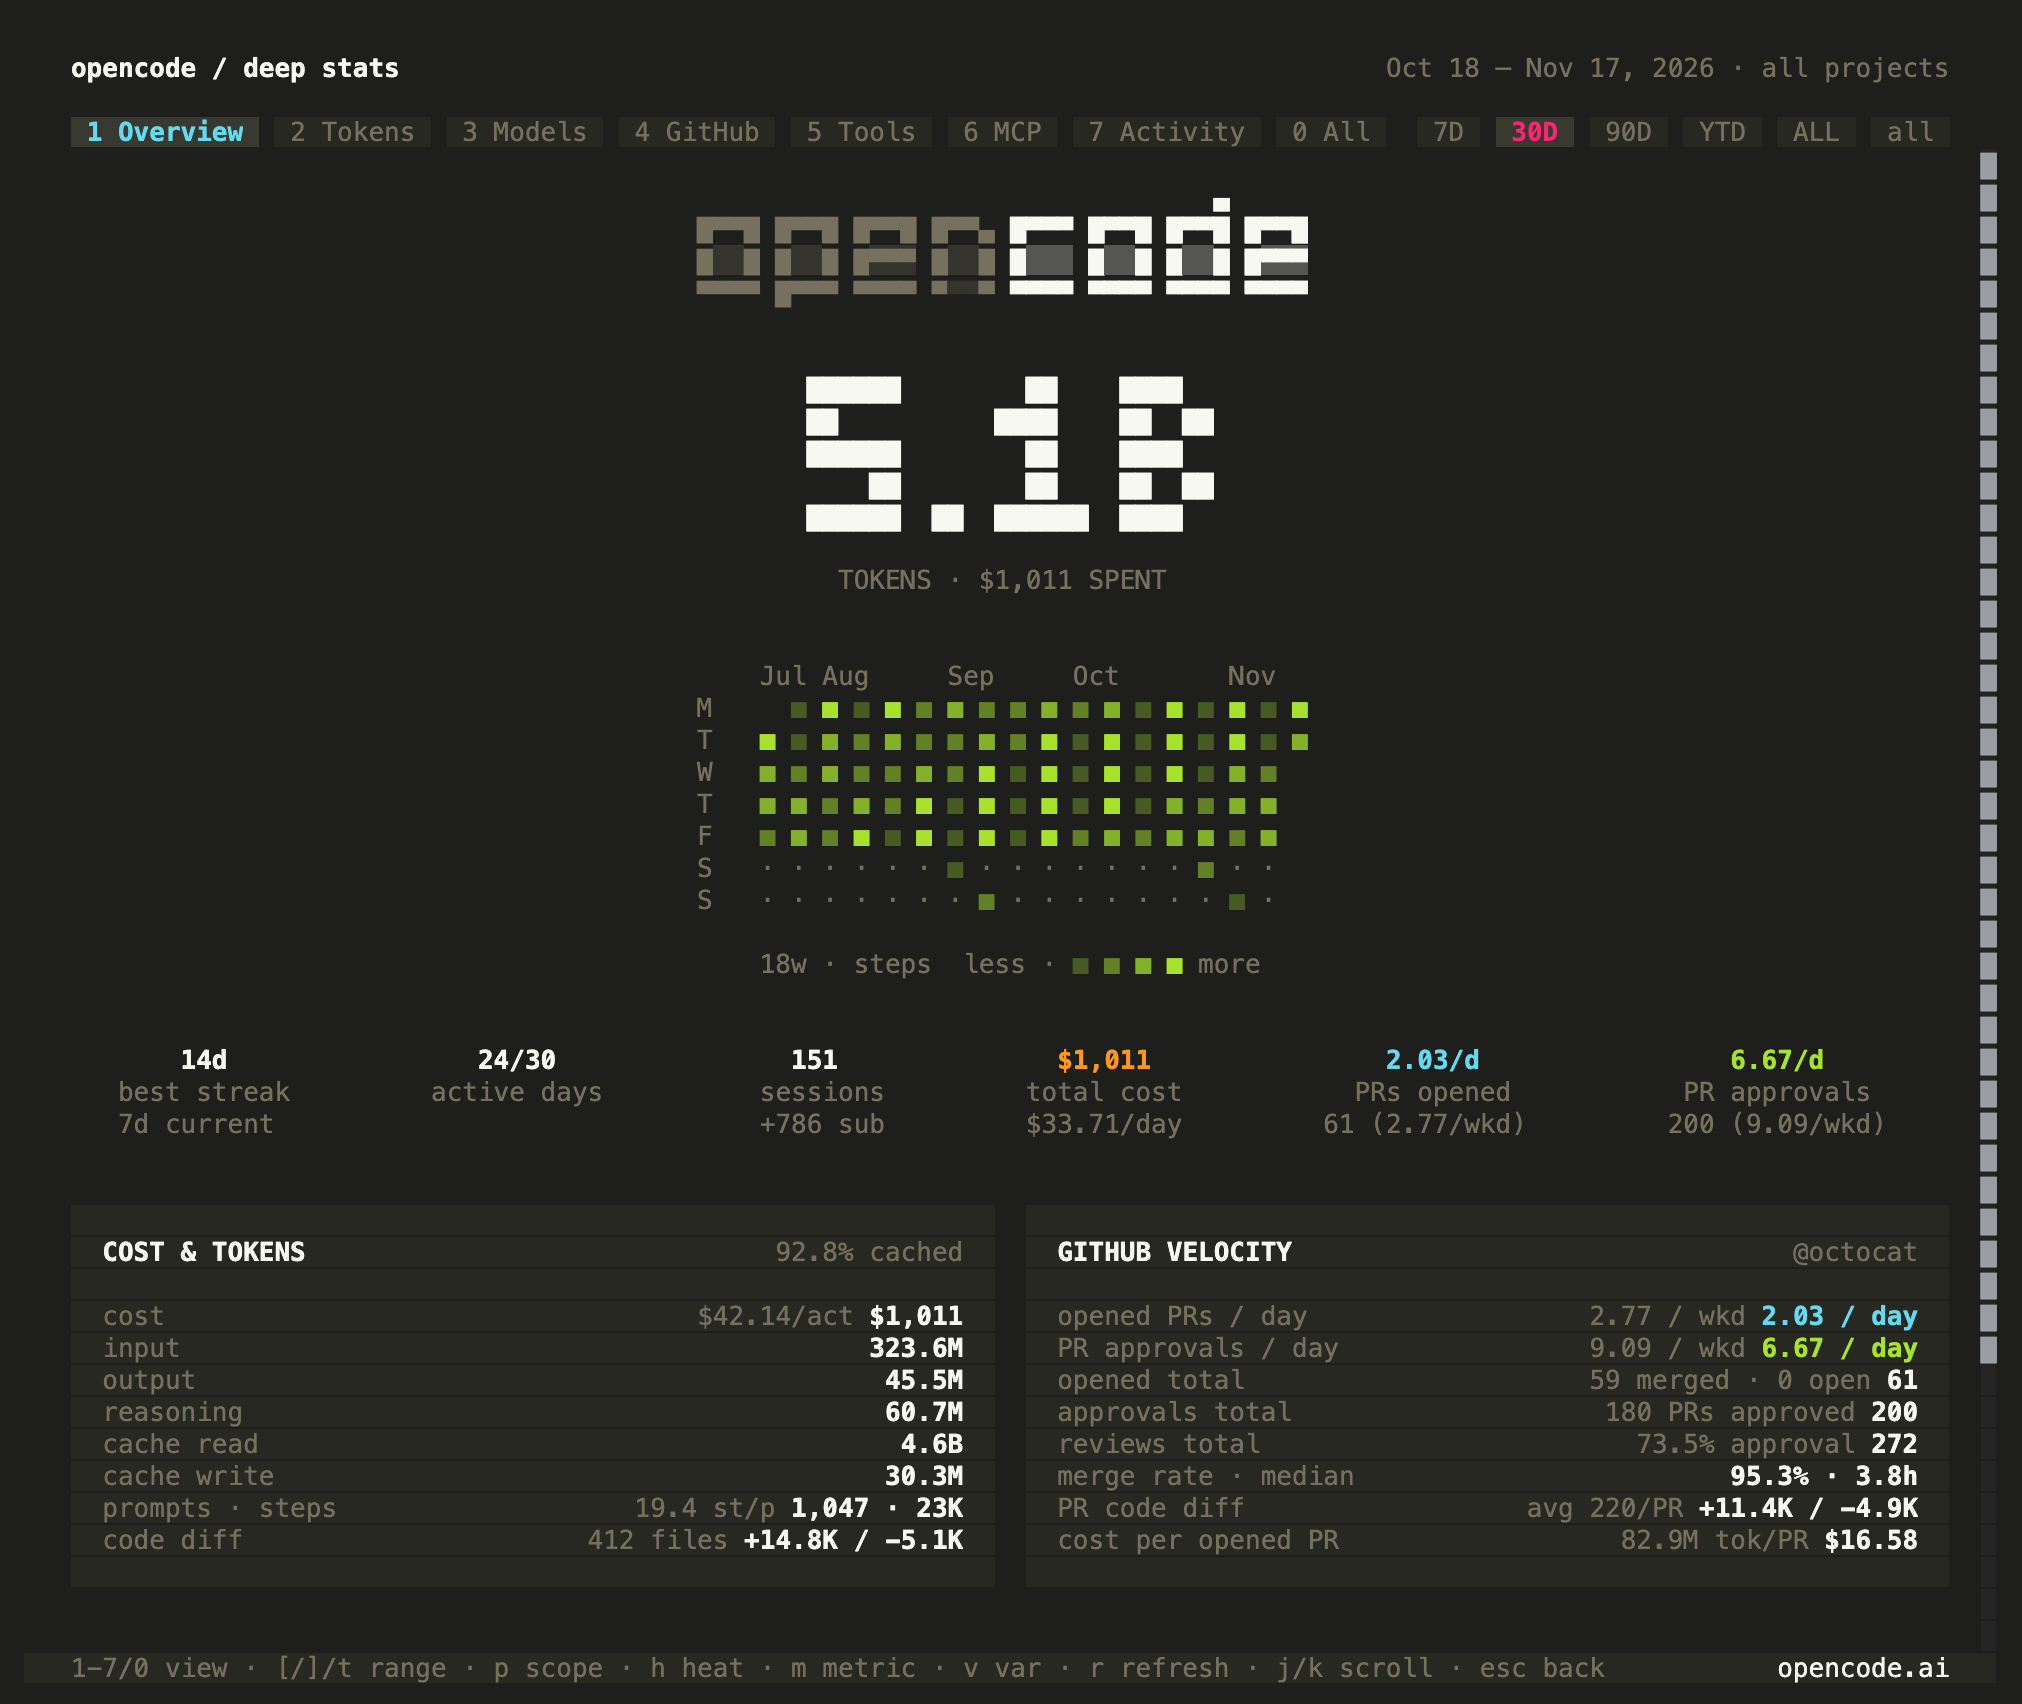 opencode / deep stats
Oct 18 – Nov 17, 2026 · all projects
1 Overview 2 Tokens 3 Models 4 GitHub 5 Tools 6 MCP 7 Activity 0 All 7D 30D 90D YTD ALL all
opencode
5.1B
TOKENS · $1,011 SPENT
Jul Aug Sep Oct Nov
M
T
W
T
F
S
S
18w · steps less · more
14d 24/30 151 $1,011 2.03/d 6.67/d
best streak active days sessions total cost PRs opened PR approvals
7d current +786 sub $33.71/day 61 (2.77/wkd) 200 (9.09/wkd)
COST & TOKENS 92.8% cached
cost $42.14/act $1,011
input 323.6M
output 45.5M
reasoning 60.7M
cache read 4.6B
cache write 30.3M
prompts · steps 19.4 st/p 1,047 · 23K
code diff 412 files +14.8K / −5.1K
GITHUB VELOCITY @octocat
opened PRs / day 2.77 / wkd 2.03 / day
PR approvals / day 9.09 / wkd 6.67 / day
opened total 59 merged · 0 open 61
approvals total 180 PRs approved 200
reviews total 73.5% approval 272
merge rate · median 95.3% · 3.8h
PR code diff avg 220/PR +11.4K / −4.9K
cost per opened PR 82.9M tok/PR $16.58
1–7/0 view · [/]/t range · p scope · h heat · m metric · v var · r refresh · j/k scroll · esc back opencode.ai